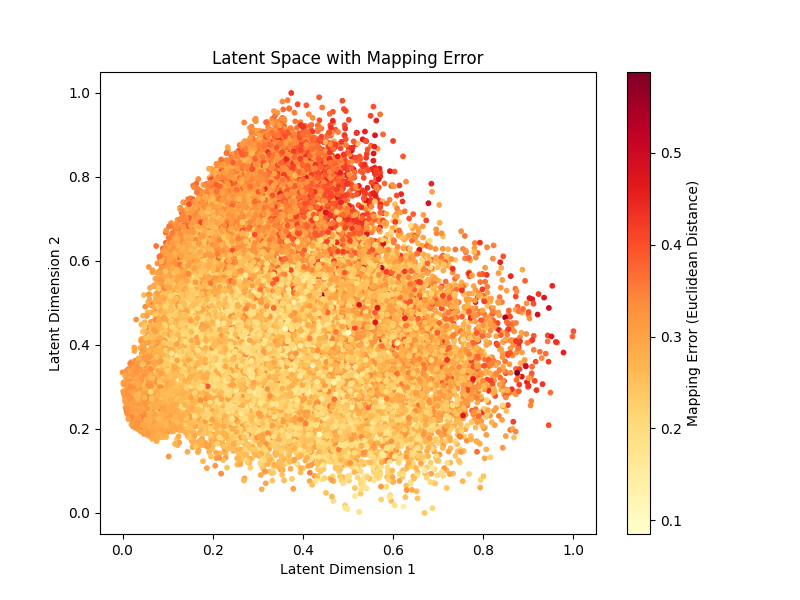 Latent Space with Mapping Error
1.0
0.8
0.6
0.4
0.2
0.0
Latent Dimension 2
0.0 0.2 0.4 0.6 0.8 1.0
Latent Dimension 1
0.5
0.4
0.3
0.2
0.1
Mapping Error (Euclidean Distance)